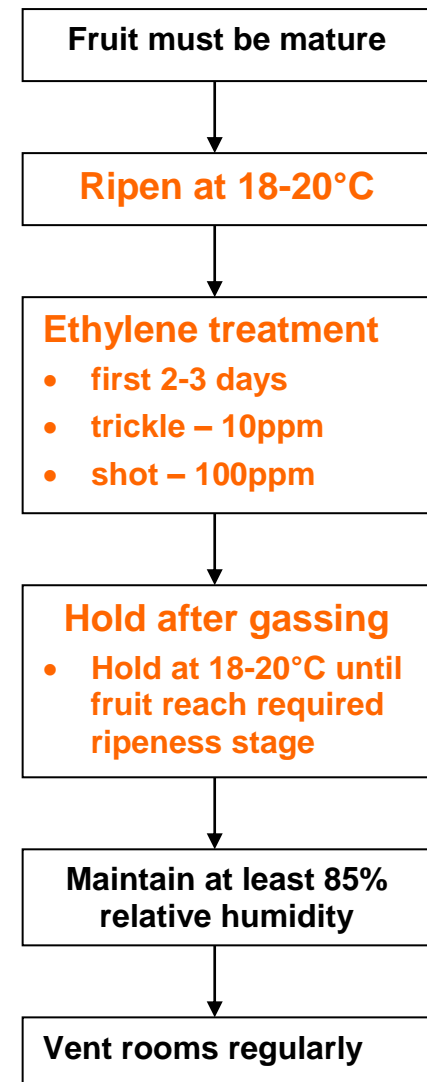 Fruit must be mature
Ripen at 18-20°C
Ethylene treatment
• first 2-3 days
• trickle – 10ppm
• shot – 100ppm
Hold after gassing
• Hold at 18-20°C until
fruit reach required
ripeness stage
Maintain at least 85%
relative humidity
Vent rooms regularly